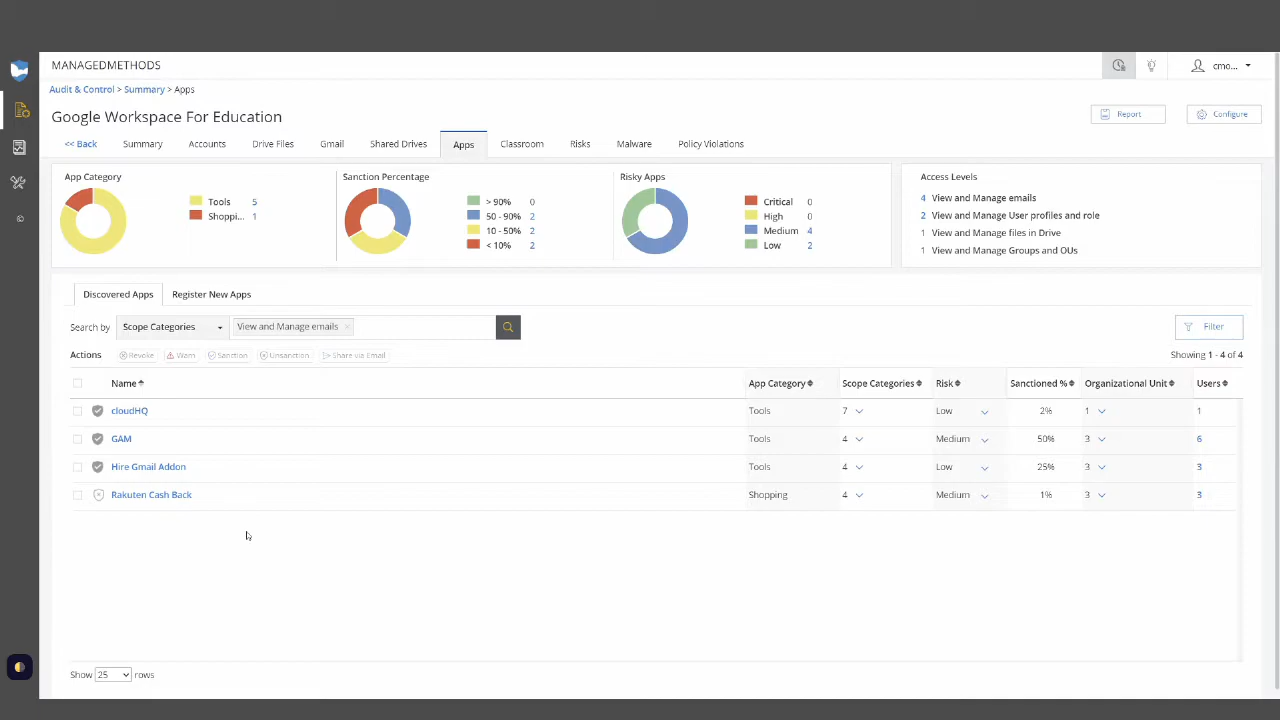 MANAGEDMETHODS
cmo...
Audit & Control > Summary > Apps
Google Workspace For Education
Report
Configure
<< Back Summary Accounts Drive Files Gmail Shared Drives Apps Classroom Risks Malware Policy Violations
App Category
Tools 5
Shoppi... 1
Sanction Percentage
> 90% 0
50 - 90% 2
10 - 50% 2
< 10% 2
Risky Apps
Critical 0
High 0
Medium 4
Low 2
Access Levels
4 View and Manage emails
2 View and Manage User profiles and role
1 View and Manage files in Drive
1 View and Manage Groups and OUs
Discovered Apps Register New Apps
Search by Scope Categories View and Manage emails ×
Filter
Actions Revoke Warn Sanction Unsanction Share via Email
Showing 1 - 4 of 4
Name App Category Scope Categories Risk Sanctioned % Organizational Unit Users
cloudHQ Tools 7 Low 2% 1 1
GAM Tools 4 Medium 50% 3 6
Hire Gmail Addon Tools 4 Low 25% 3 3
Rakuten Cash Back Shopping 4 Medium 1% 3 3
Show 25 rows